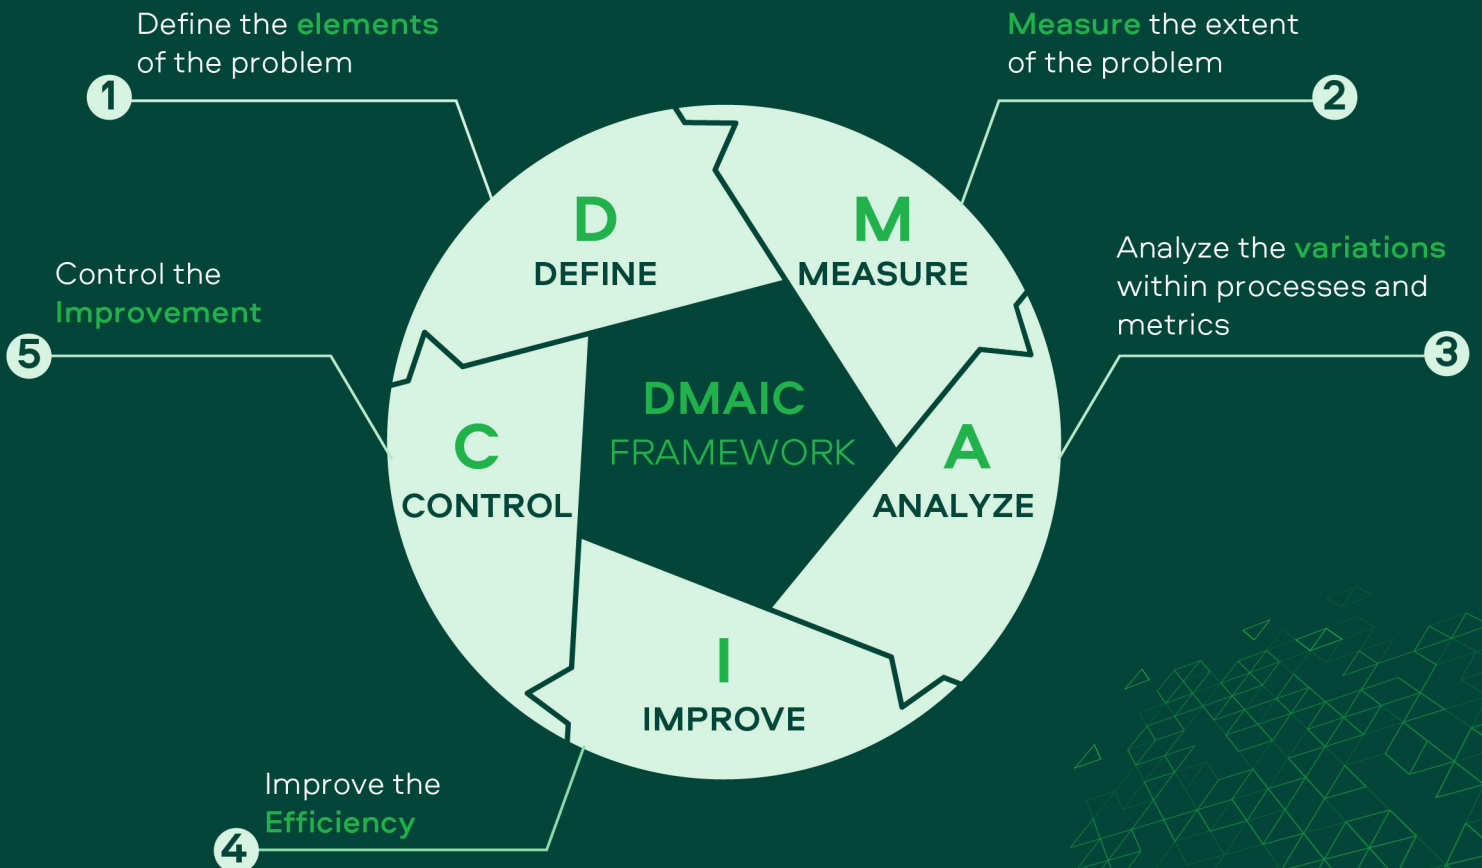 Define the elements
of the problem
1
Measure the extent
of the problem
2
D
DEFINE
M
MEASURE
Analyze the variations
within processes and
metrics
3
Control the
Improvement
5
DMAIC
FRAMEWORK
C
CONTROL
A
ANALYZE
I
IMPROVE
Improve the
Efficiency
4